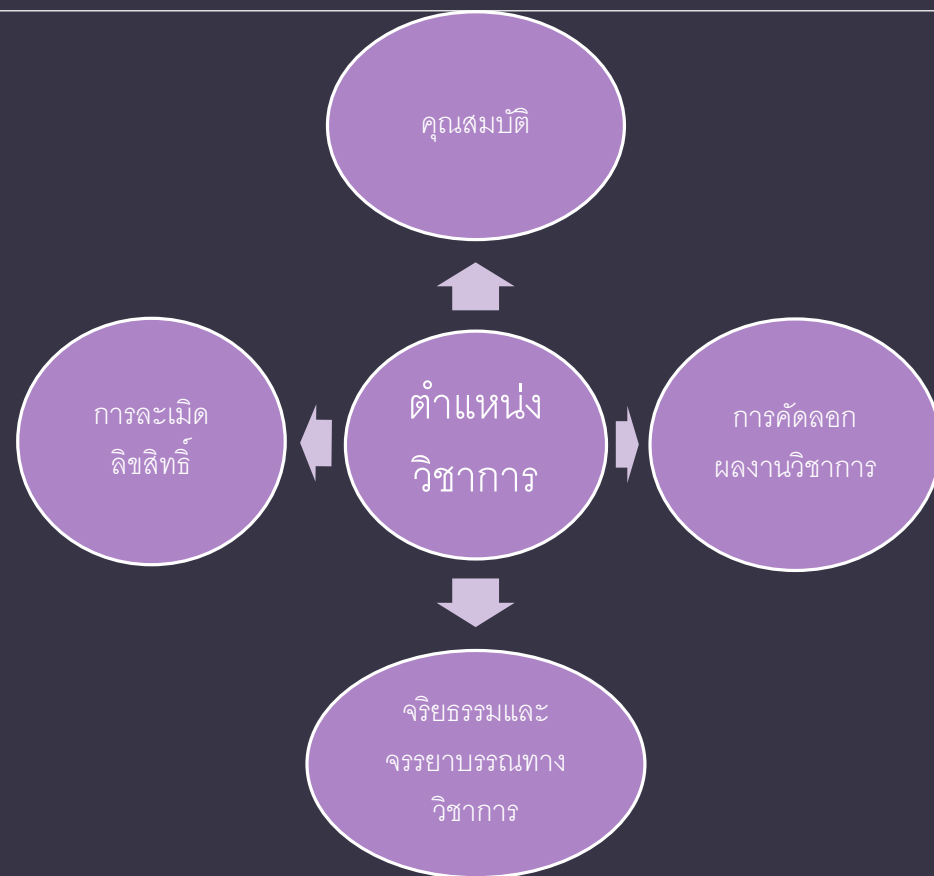 คุณสมบัติ
การละเมิด
ลิขสิทธิ์
ตำแหน่ง
วิชาการ
การคัดลอก
ผลงานวิชาการ
จริยธรรมและ
จรรยาบรรณทาง
วิชาการ